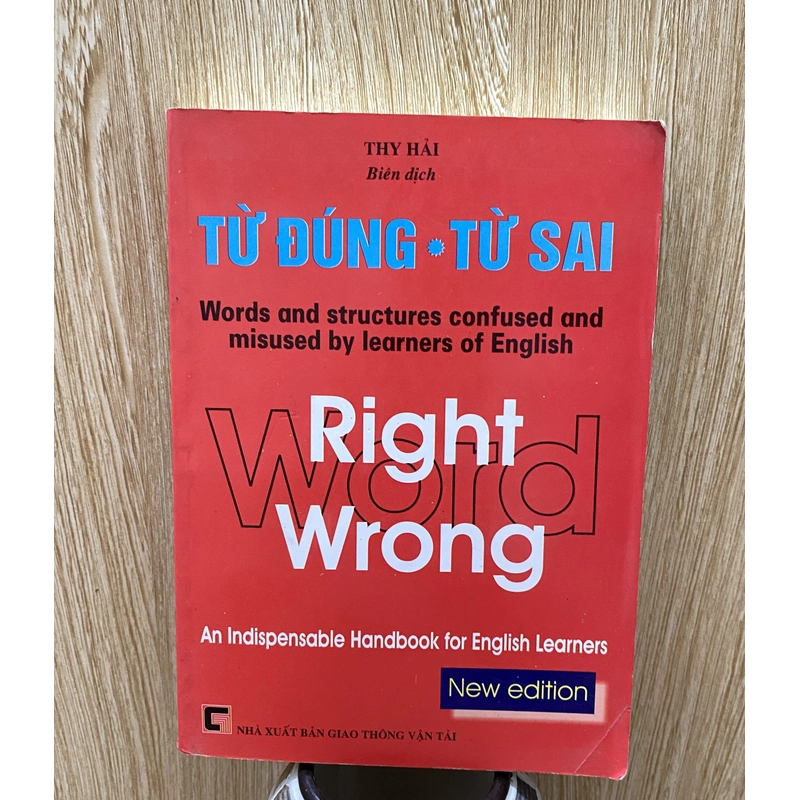 THY HẢI
Biên dịch
TỪ ĐÚNG * TỪ SAI
Words and structures confused and
misused by learners of English
Right
Word
Wrong
An Indispensable Handbook for English Learners
New edition
NHÀ XUẤT BẢN GIAO THÔNG VẬN TẢI